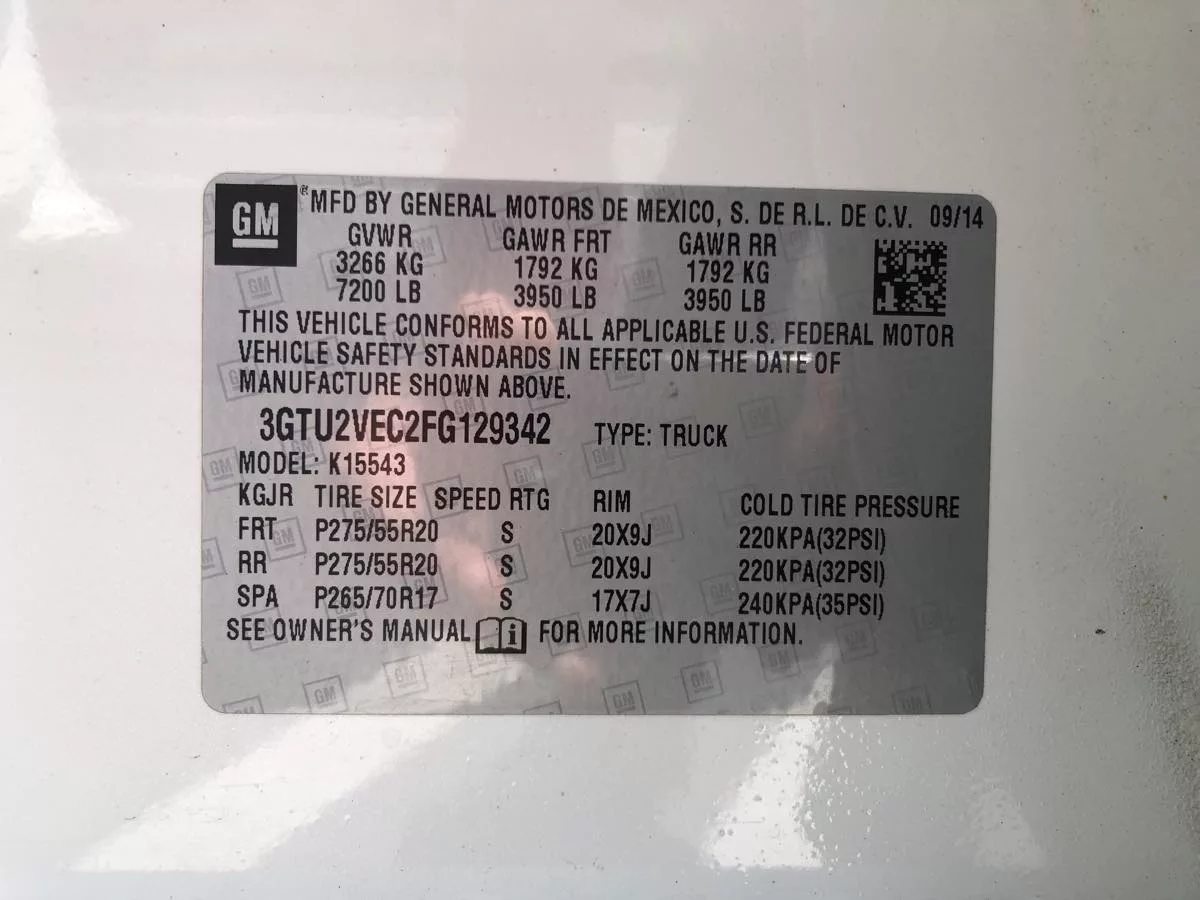 GM ® MFD BY GENERAL MOTORS DE MEXICO, S. DE R.L. DE C.V. 09/14
GVWR GAWR FRT GAWR RR
3266 KG 1792 KG 1792 KG
7200 LB 3950 LB 3950 LB
THIS VEHICLE CONFORMS TO ALL APPLICABLE U.S. FEDERAL MOTOR
VEHICLE SAFETY STANDARDS IN EFFECT ON THE DATE OF
MANUFACTURE SHOWN ABOVE.
3GTU2VEC2FG129342 TYPE: TRUCK
MODEL: K15543
KGJR TIRE SIZE SPEED RTG RIM COLD TIRE PRESSURE
FRT P275/55R20 S 20X9J 220KPA(32PSI)
RR P275/55R20 S 20X9J 220KPA(32PSI)
SPA P265/70R17 S 17X7J 240KPA(35PSI)
SEE OWNER'S MANUAL i FOR MORE INFORMATION.